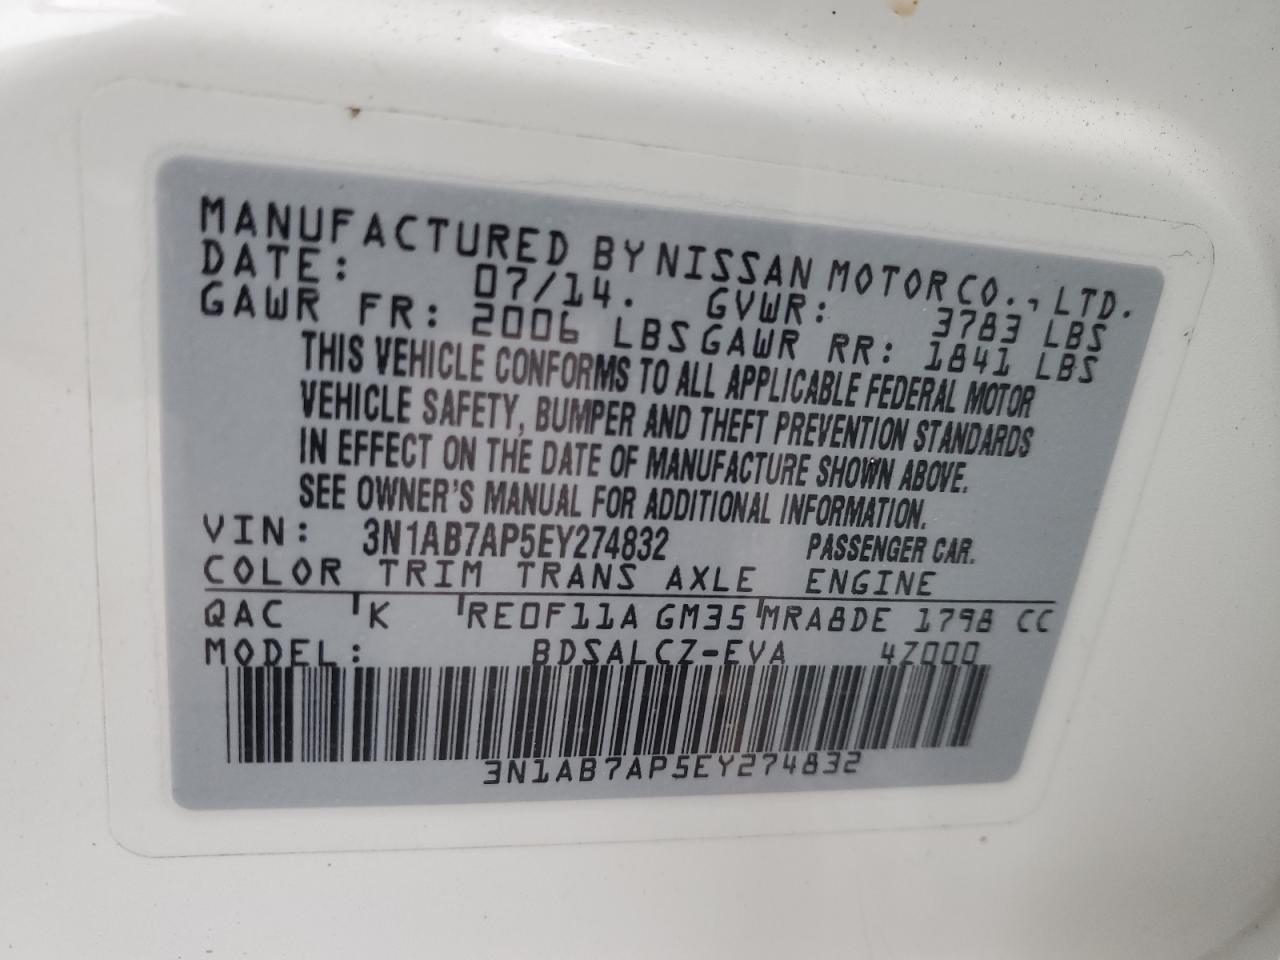 MANUFACTURED BY NISSAN MOTOR CO., LTD.
DATE: 07/14. GVWR: 3783 LBS
GAWR FR: 2006 LBS GAWR RR: 1841 LBS
THIS VEHICLE CONFORMS TO ALL APPLICABLE FEDERAL MOTOR
VEHICLE SAFETY, BUMPER AND THEFT PREVENTION STANDARDS
IN EFFECT ON THE DATE OF MANUFACTURE SHOWN ABOVE.
SEE OWNER'S MANUAL FOR ADDITIONAL INFORMATION.
VIN: 3N1AB7AP5EY274832 PASSENGER CAR.
COLOR TRIM TRANS AXLE ENGINE
QAC K RE0F11A GM35 MRA8DE 1798 CC
MODEL: BDSALCZ-EVA 4Z000
3N1AB7AP5EY274832